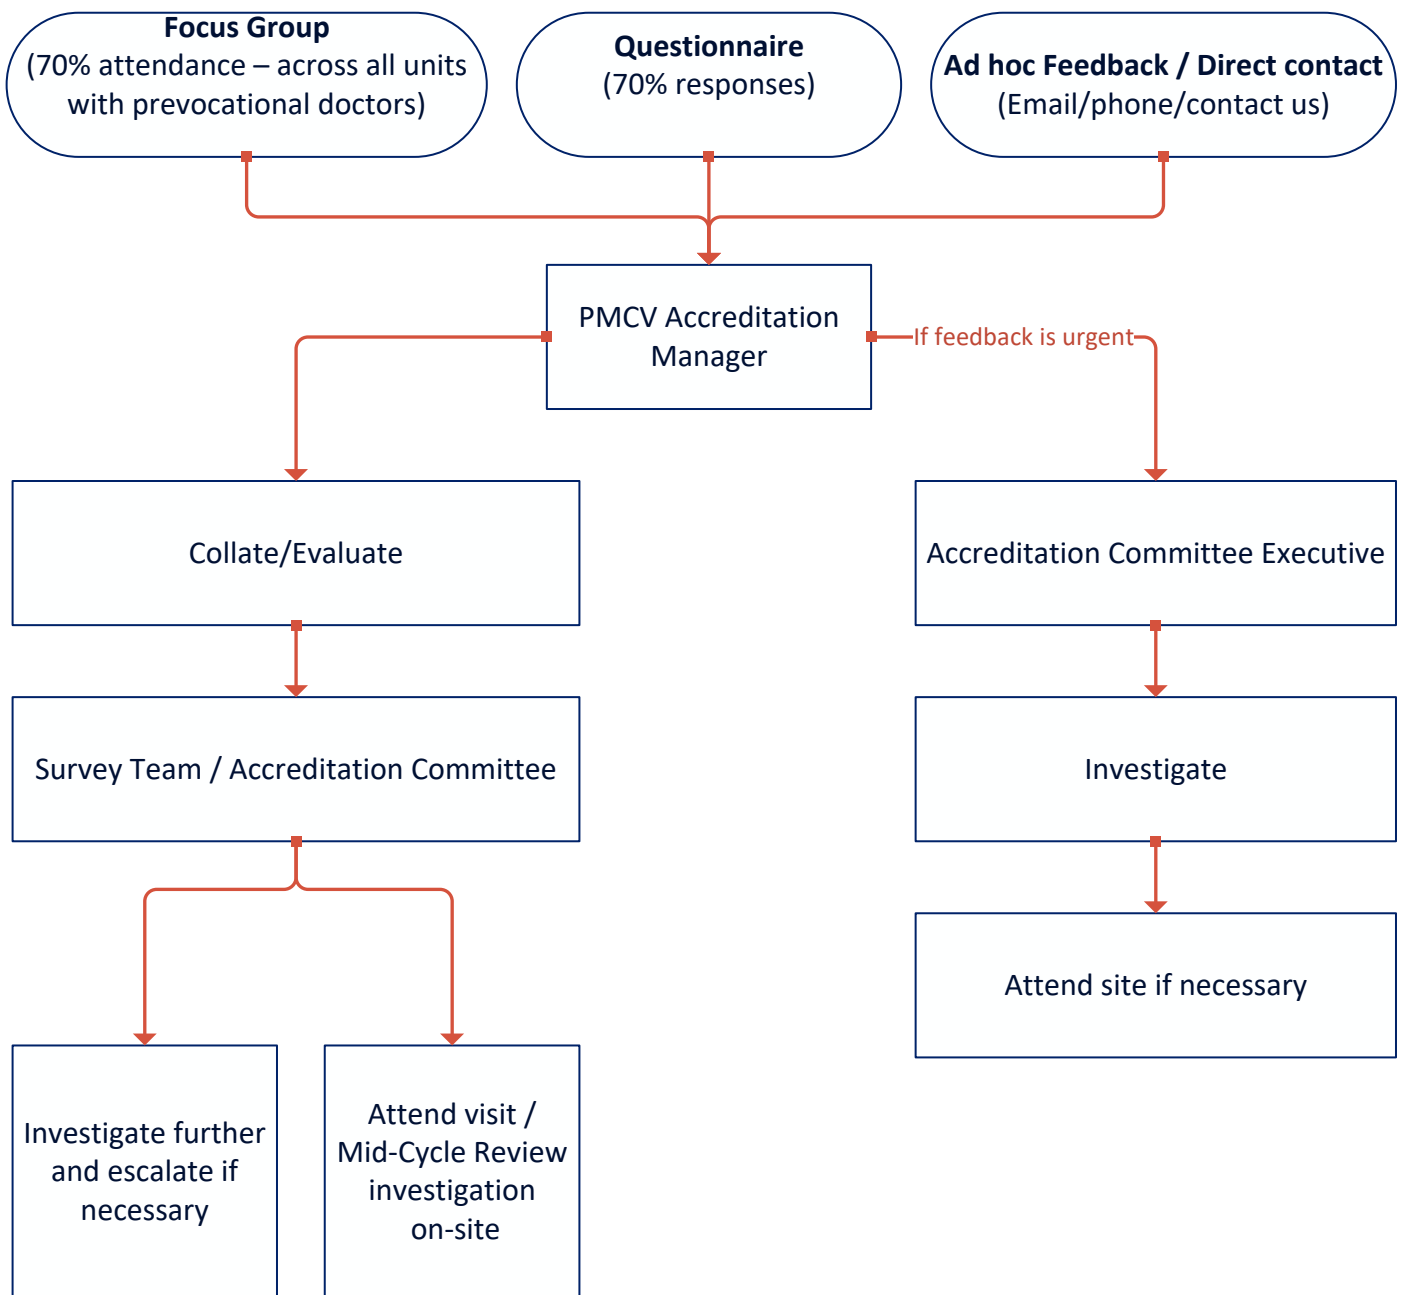 Focus Group
(70% attendance – across all units
with prevocational doctors)
Questionnaire
(70% responses)
Ad hoc Feedback / Direct contact
(Email/phone/contact us)
PMCV Accreditation
Manager
If feedback is urgent
Collate/Evaluate
Accreditation Committee Executive
Survey Team / Accreditation Committee
Investigate
Attend site if necessary
Investigate further
and escalate if
necessary
Attend visit /
Mid-Cycle Review
investigation
on-site